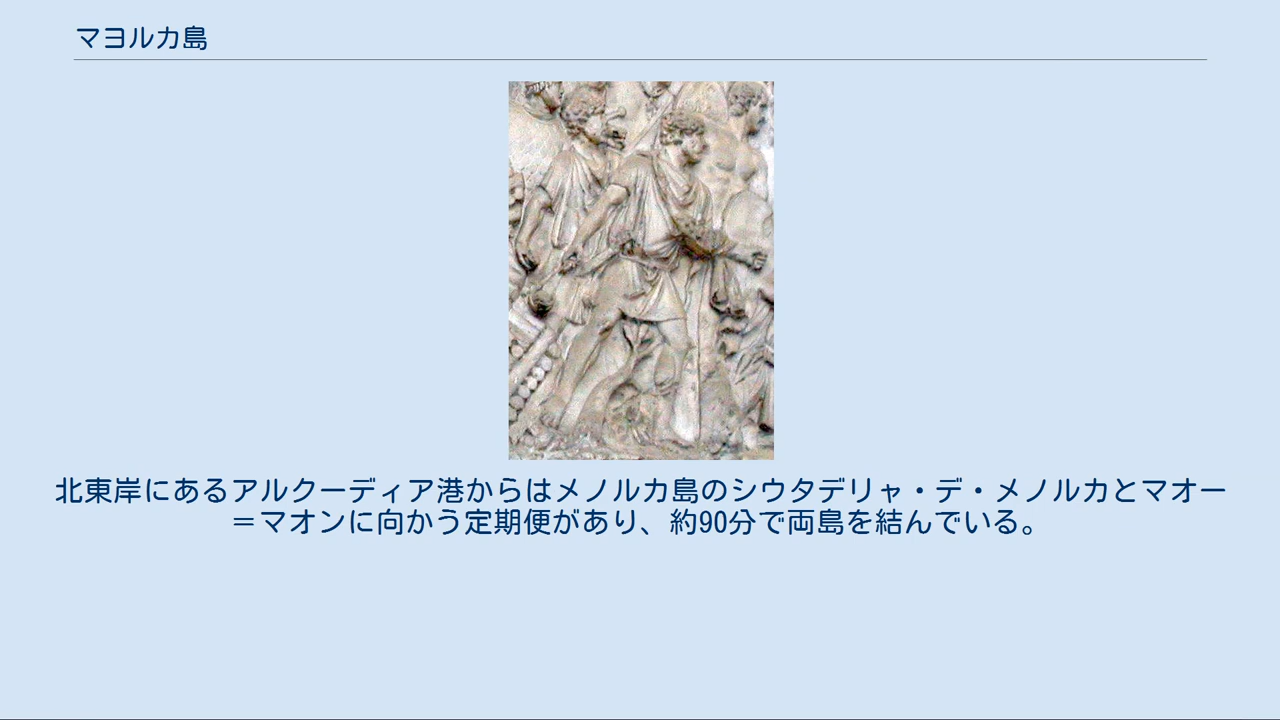 マヨルカ島
北東岸にあるアルクーディア港からはメノルカ島のシウタデリャ・デ・メノルカとマオー
＝マオンに向かう定期便があり、約90分で両島を結んでいる。